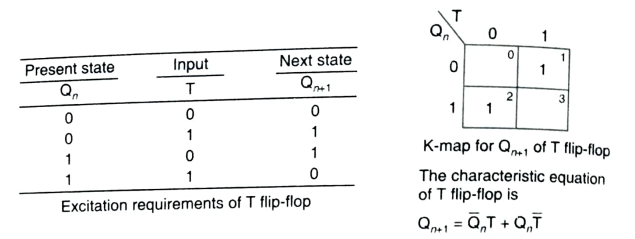 Present state Input Next state
Qₙ T Qₙ₊₁
0 0 0
0 1 1
1 0 1
1 1 0
Excitation requirements of T flip-flop
T
Qₙ 0 1
0 0 1 1
1 1 2 3
K-map for Qₙ₊₁ of T flip-flop
The characteristic equation
of T flip-flop is
Qₙ₊₁ = Q̅ₙT + QₙT̅